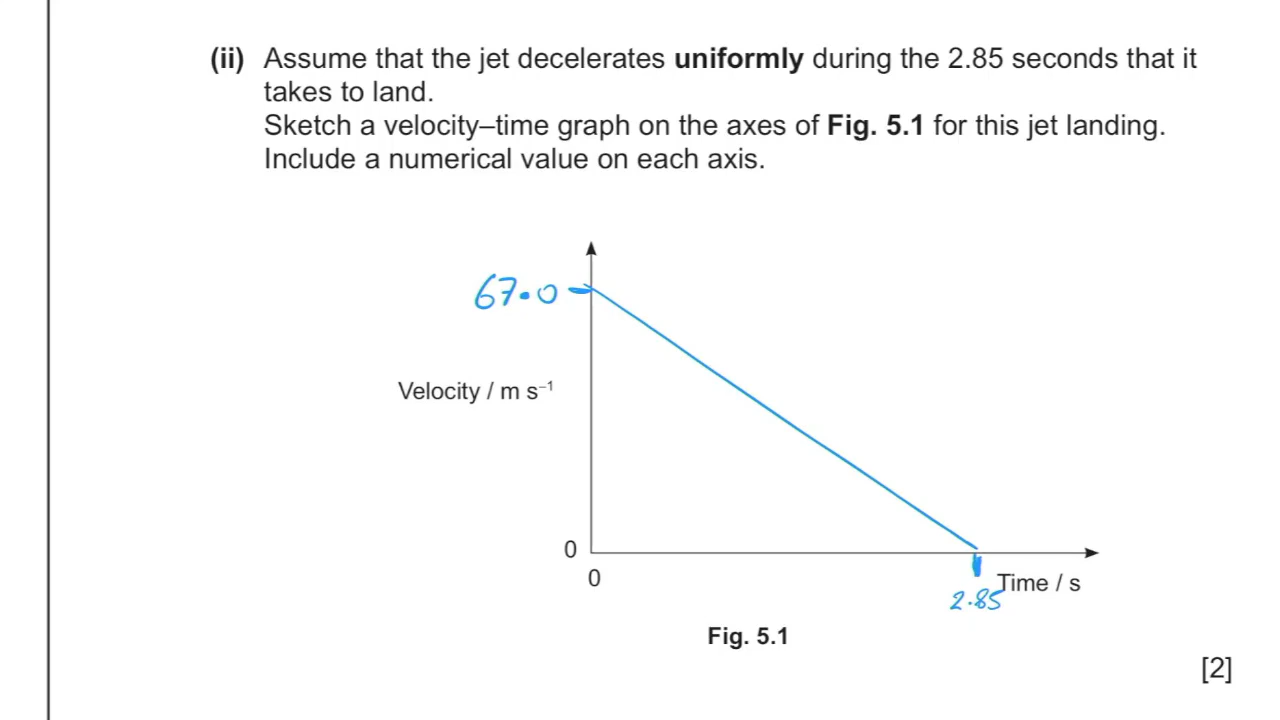 (ii) Assume that the jet decelerates uniformly during the 2.85 seconds that it
takes to land.
Sketch a velocity–time graph on the axes of Fig. 5.1 for this jet landing.
Include a numerical value on each axis.
67.0
Velocity / m s⁻¹
0
0
Time / s
2.85
Fig. 5.1
[2]